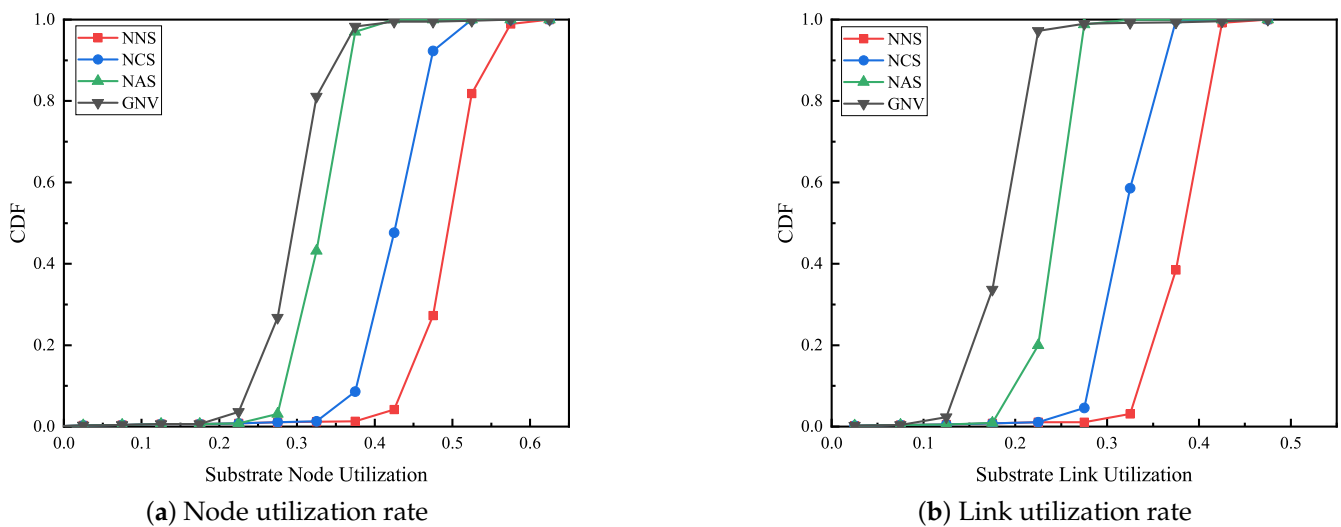 1.0
0.8
0.6
0.4
0.2
0.0
CDF
NNS
NCS
NAS
GNV
0.0 0.1 0.2 0.3 0.4 0.5 0.6
Substrate Node Utilization
(a) Node utilization rate
1.0
0.8
0.6
0.4
0.2
0.0
CDF
NNS
NCS
NAS
GNV
0.0 0.1 0.2 0.3 0.4 0.5
Substrate Link Utilization
(b) Link utilization rate